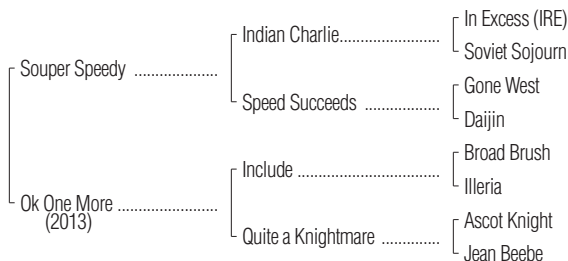 In Excess (IRE)
Indian Charlie....................
Soviet Sojourn
Souper Speedy .................
Gone West
Speed Succeeds ...............
Daijin
Broad Brush
Include .............................
Illeria
Ok One More ....................
(2013)
Ascot Knight
Quite a Knightmare ............
Jean Beebe